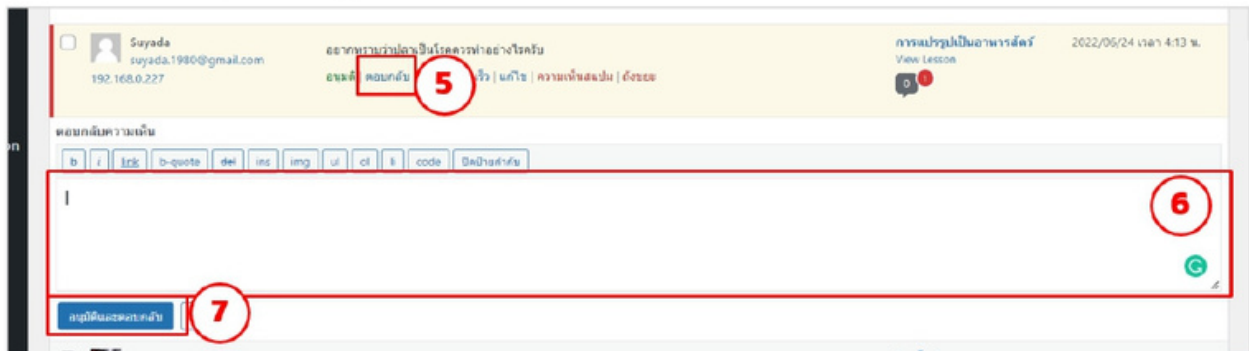 Suyada
suyada.1980@gmail.com
192.168.0.227
อยากทราบว่าปลาเป็นโรคควรทำอย่างไรครับ
อนุมัติ | ตอบกลับ
5
เร็ว | แก้ไข | ความเห็นสแปม | ถังขยะ
การแปรรูปเป็นอาหารสัตว์
View Lesson
0
1
2022/06/24 เวลา 4:13 น.
on
ตอบกลับความเห็น
b i link b-quote del ins img ul ol li code ปิดป้ายกำกับ
6
อนุมัติและตอบกลับ
7